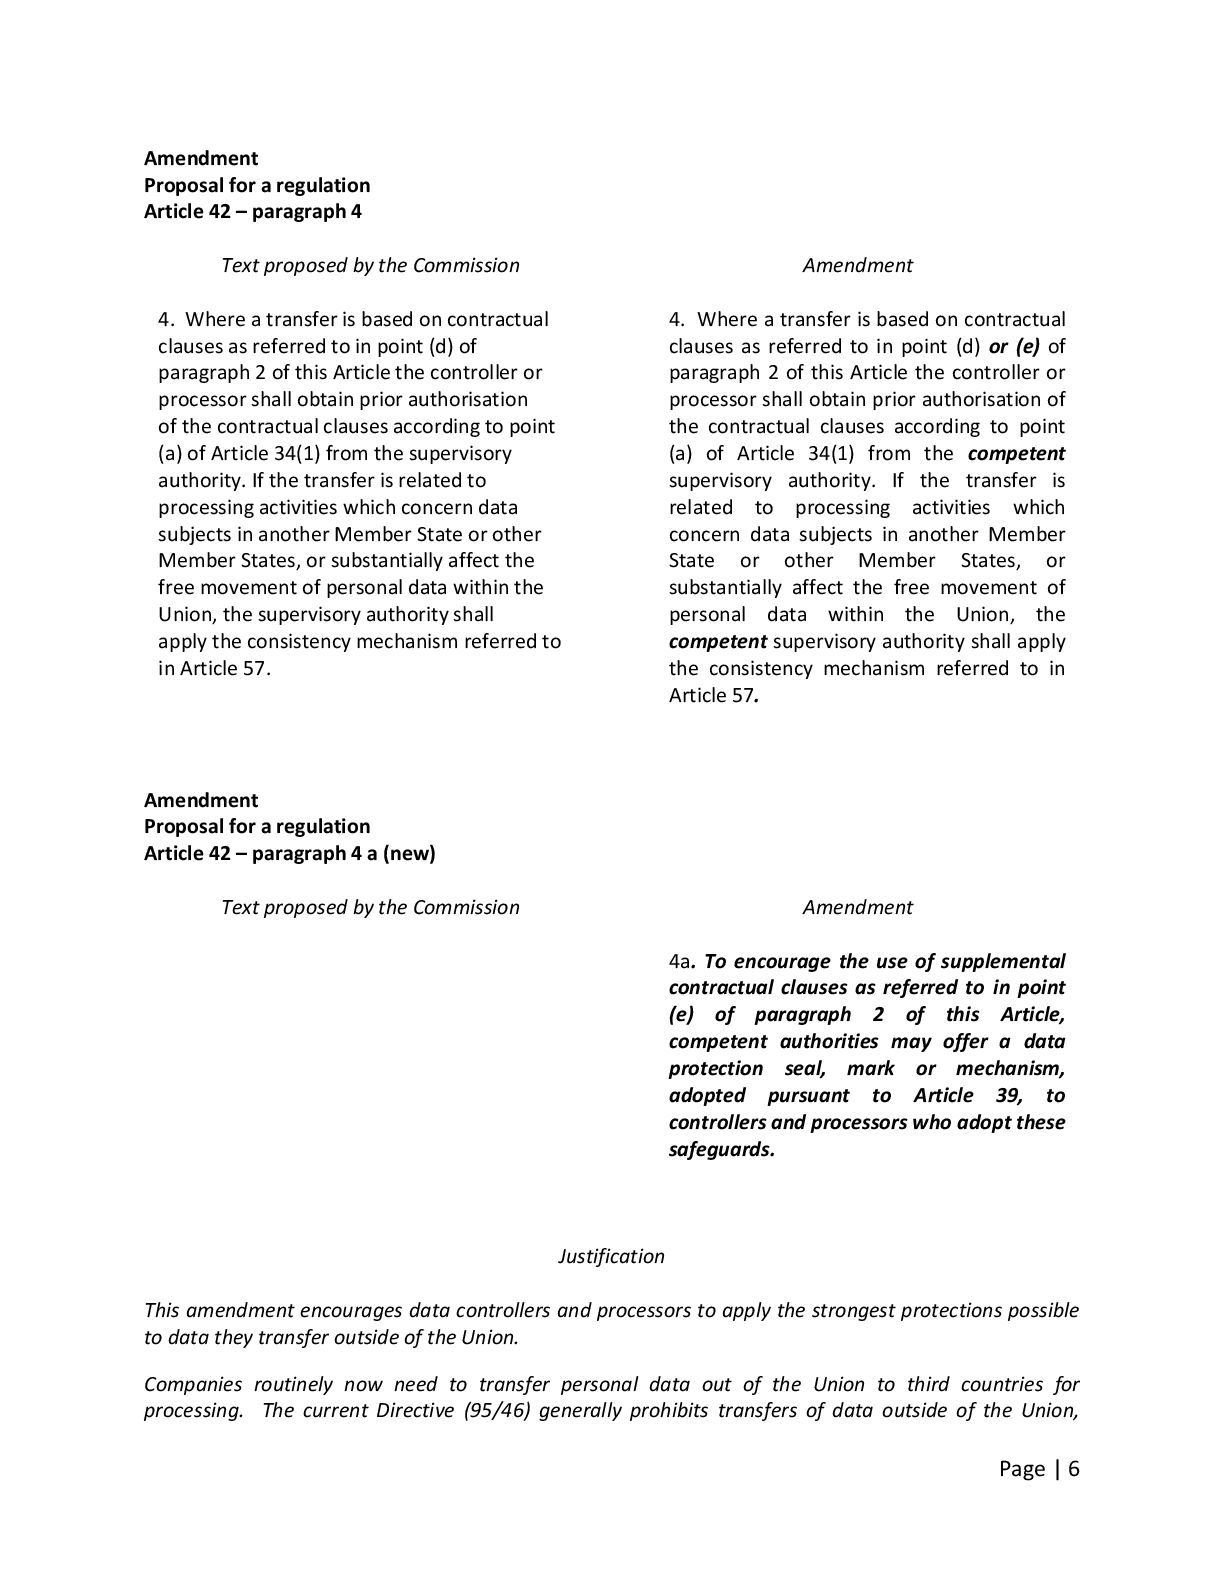 Amendment
Proposal for a regulation
Article 42 – paragraph 4
Text proposed by the Commission
Amendment
4.  Where a transfer is based on contractual
clauses as referred to in point (d) of
paragraph 2 of this Article the controller or
processor shall obtain prior authorisation
of the contractual clauses according to point
(a) of Article 34(1) from the supervisory
authority. If the transfer is related to
processing activities which concern data
subjects in another Member State or other
Member States, or substantially affect the
free movement of personal data within the
Union, the supervisory authority shall
apply the consistency mechanism referred to
in Article 57.
4.  Where a transfer is based on contractual
clauses as referred to in point (d) or (e) of
paragraph 2 of this Article the controller or
processor shall obtain prior authorisation of
the contractual clauses according to point
(a) of Article 34(1) from the competent
supervisory authority. If the transfer is
related to processing activities which
concern data subjects in another Member
State or other Member States, or
substantially affect the free movement of
personal data within the Union, the
competent supervisory authority shall apply
the consistency mechanism referred to in
Article 57.
Amendment
Proposal for a regulation
Article 42 – paragraph 4 a (new)
Text proposed by the Commission
Amendment
4a. To encourage the use of supplemental
contractual clauses as referred to in point
(e) of paragraph 2 of this Article,
competent authorities may offer a data
protection seal, mark or mechanism,
adopted pursuant to Article 39, to
controllers and processors who adopt these
safeguards.
Justification
This amendment encourages data controllers and processors to apply the strongest protections possible
to data they transfer outside of the Union.
Companies routinely now need to transfer personal data out of the Union to third countries for
processing.  The current Directive (95/46) generally prohibits transfers of data outside of the Union,
Page | 6